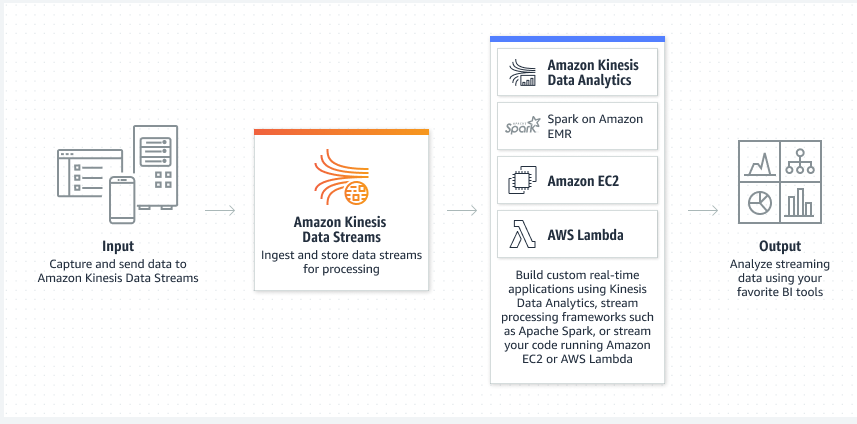 Input
Capture and send data to
Amazon Kinesis Data Streams
Amazon Kinesis
Data Streams
Ingest and store data streams
for processing
Amazon Kinesis
Data Analytics
APACHE
Spark
Spark on Amazon
EMR
Amazon EC2
AWS Lambda
Build custom real-time
applications using Kinesis
Data Analytics, stream
processing frameworks such
as Apache Spark, or stream
your code running Amazon
EC2 or AWS Lambda
Output
Analyze streaming
data using your
favorite BI tools